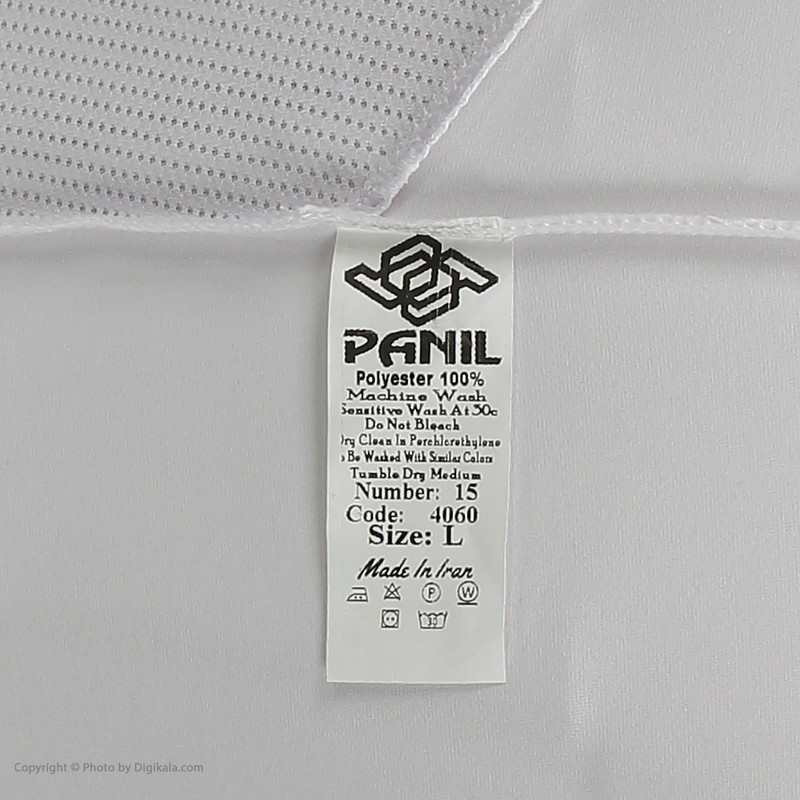 PANIL
Polyester 100%
Machine Wash
Sensitive Wash At 30c
Do Not Bleach
Dry Clean In Perchlorethylene
Be Washed With Similar Colors
Tumble Dry Medium
Number: 15
Code: 4060
Size: L
Made In Iran
P W
30
Copyright © Photo by Digikala.com